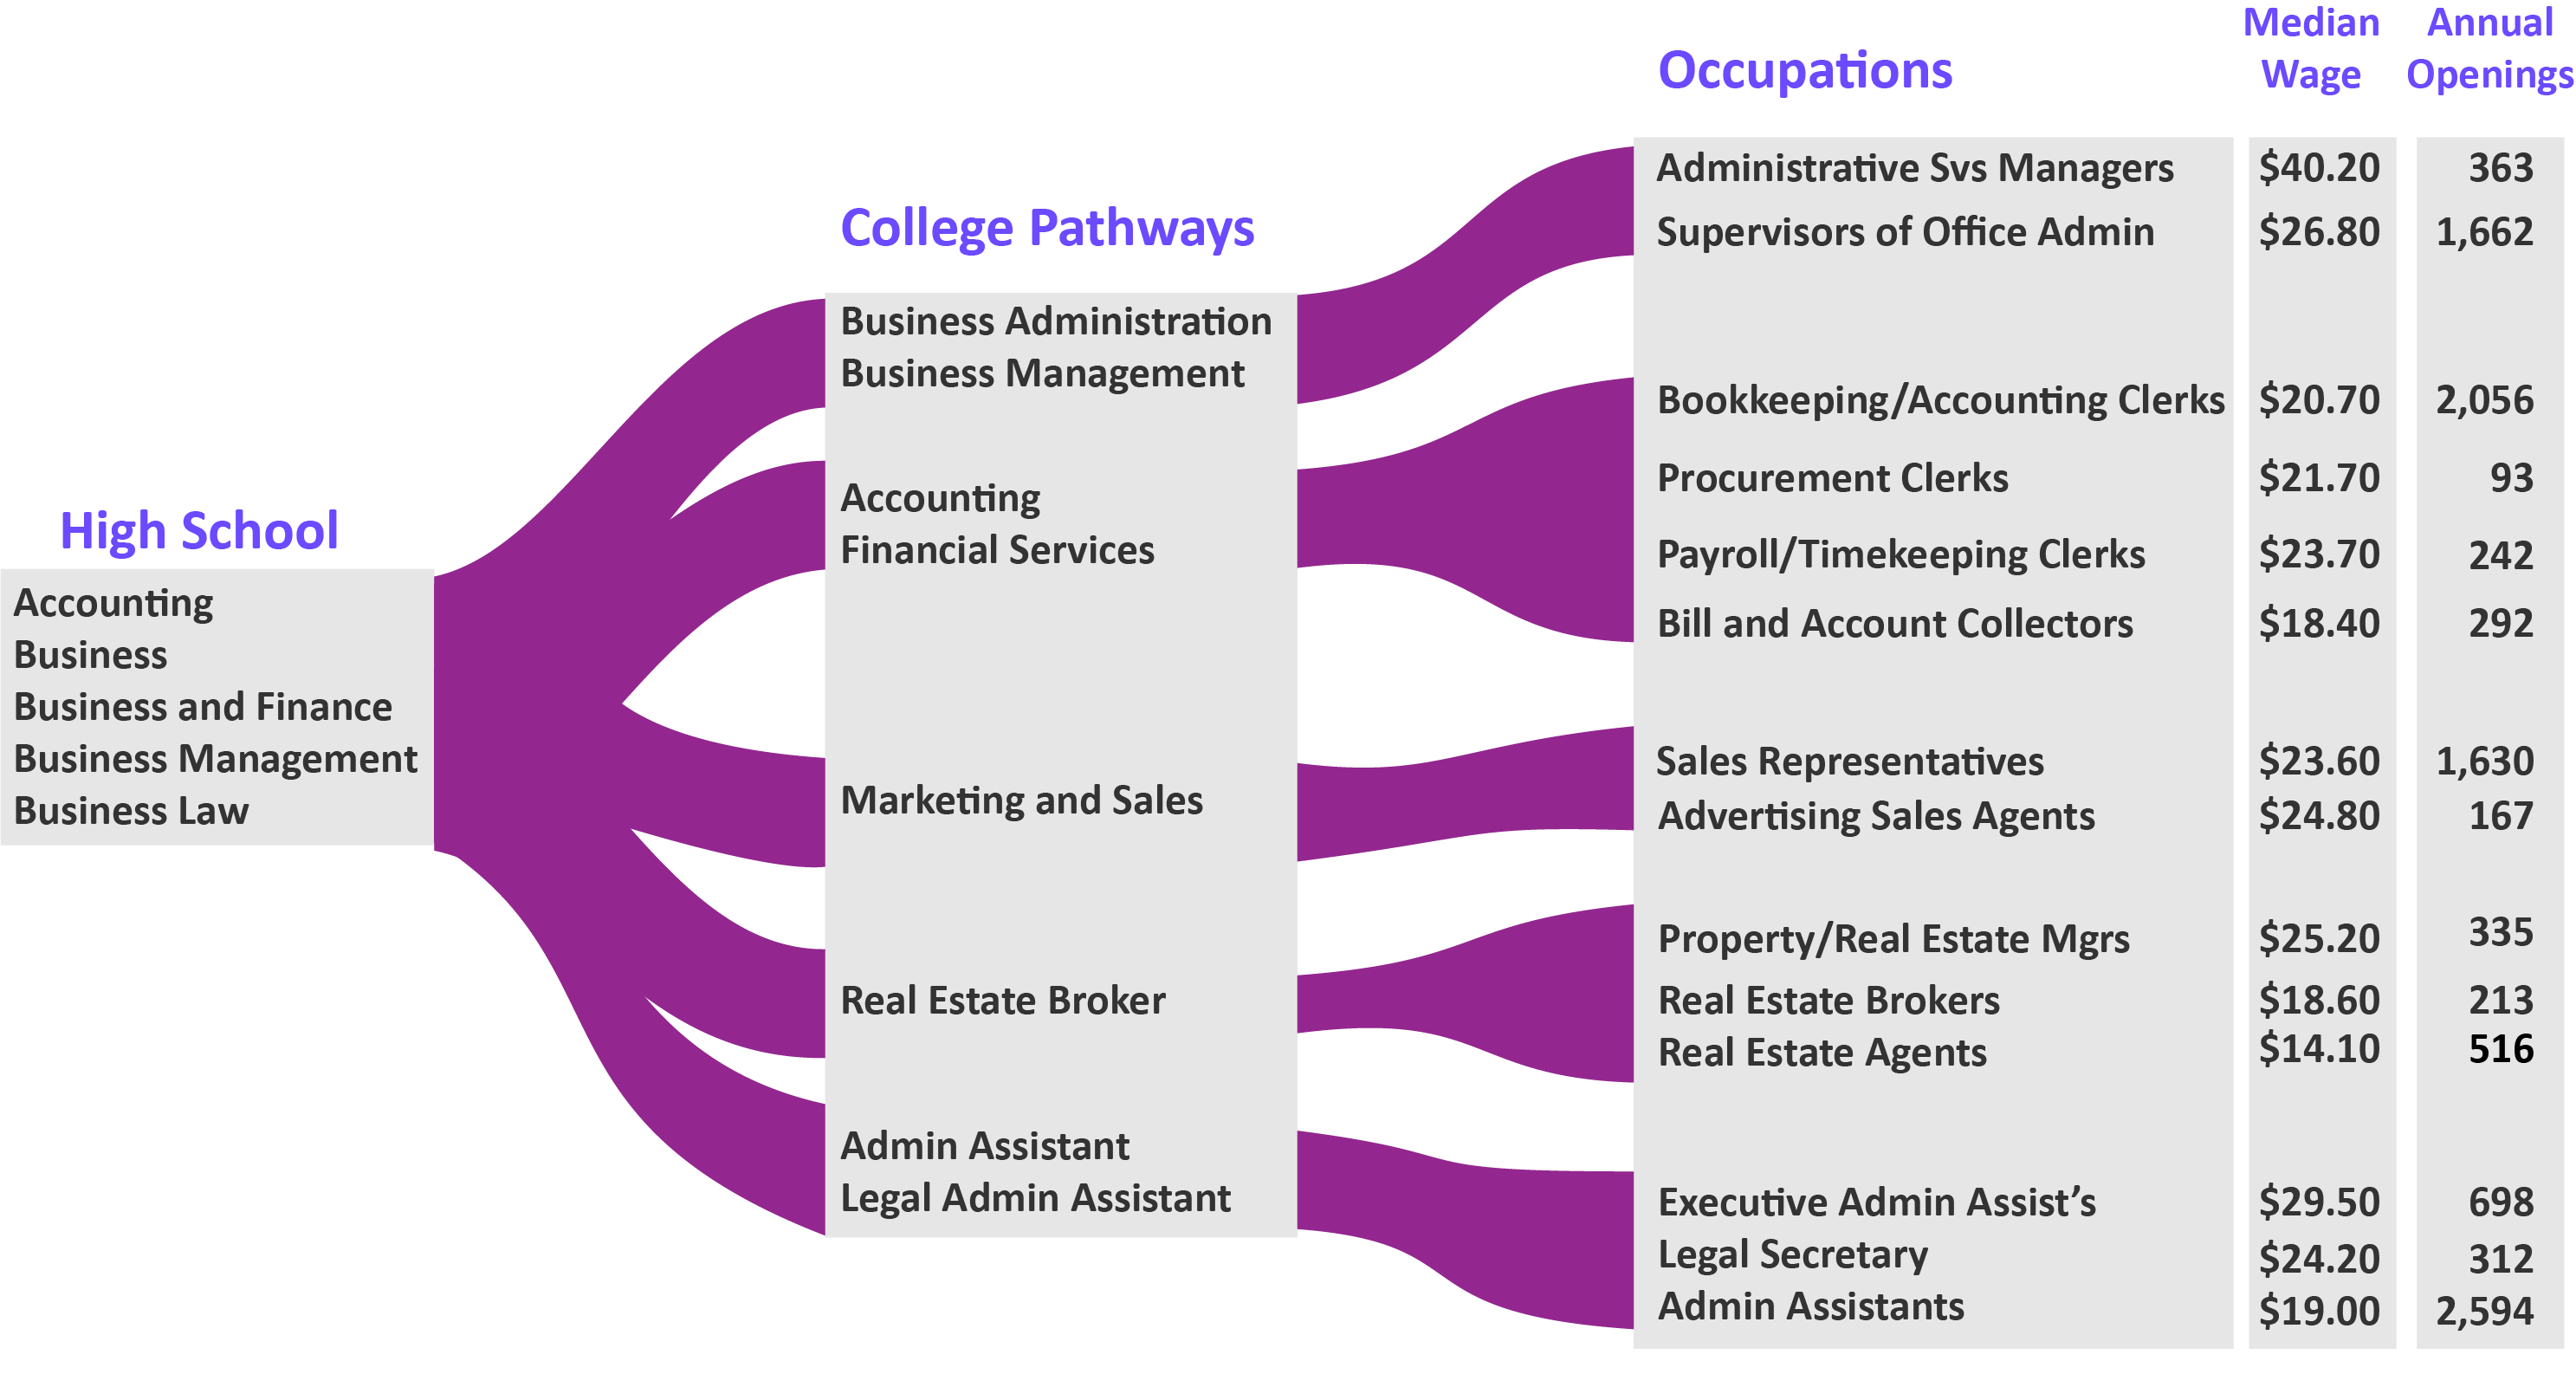 Median Annual
Occupations Wage Openings
Administrative Svs Managers $40.20 363
College Pathways Supervisors of Office Admin $26.80 1,662
Business Administration
Business Management
Bookkeeping/Accounting Clerks $20.70 2,056
Accounting Procurement Clerks $21.70 93
High School
Financial Services Payroll/Timekeeping Clerks $23.70 242
Accounting
Bill and Account Collectors $18.40 292
Business
Business and Finance
Business Management Sales Representatives $23.60 1,630
Business Law Marketing and Sales Advertising Sales Agents $24.80 167
Property/Real Estate Mgrs $25.20 335
Real Estate Broker Real Estate Brokers $18.60 213
Real Estate Agents $14.10 516
Admin Assistant
Legal Admin Assistant Executive Admin Assist’s $29.50 698
Legal Secretary $24.20 312
Admin Assistants $19.00 2,594